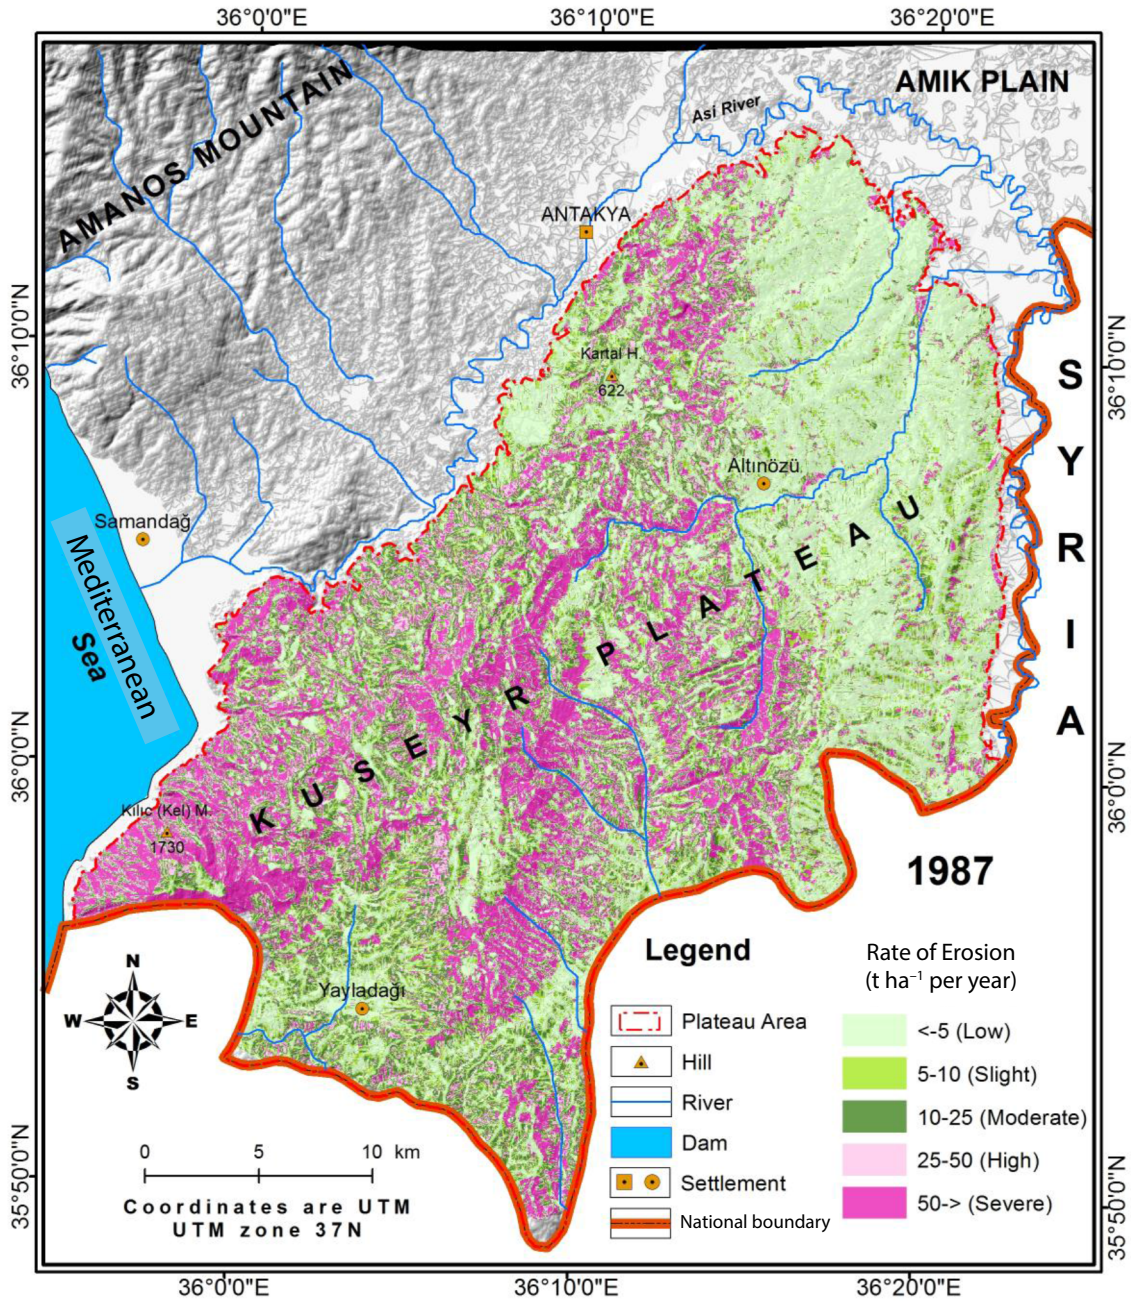 36°0'0"E
36°10'0"E
36°20'0"E
AMANOS MOUNTAIN
AMIK PLAIN
Asi River
ANTAKYA
36°10'0"N
36°10'0"N
Kartal H.
622
SYRIA
Altınözü
Samandağ
Mediterranean
Sea
KUSEYR PLATEAU
36°0'0"N
36°0'0"N
Kılıc (Kel) M.
1730
1987
Yayladağı
N
W
E
S
Legend
Plateau Area
Hill
River
Dam
Settlement
National boundary
Rate of Erosion
(t ha⁻¹ per year)
<-5 (Low)
5-10 (Slight)
10-25 (Moderate)
25-50 (High)
50-> (Severe)
0 5 10 km
Coordinates are UTM
UTM zone 37N
35°50'0"N
35°50'0"N
36°0'0"E
36°10'0"E
36°20'0"E